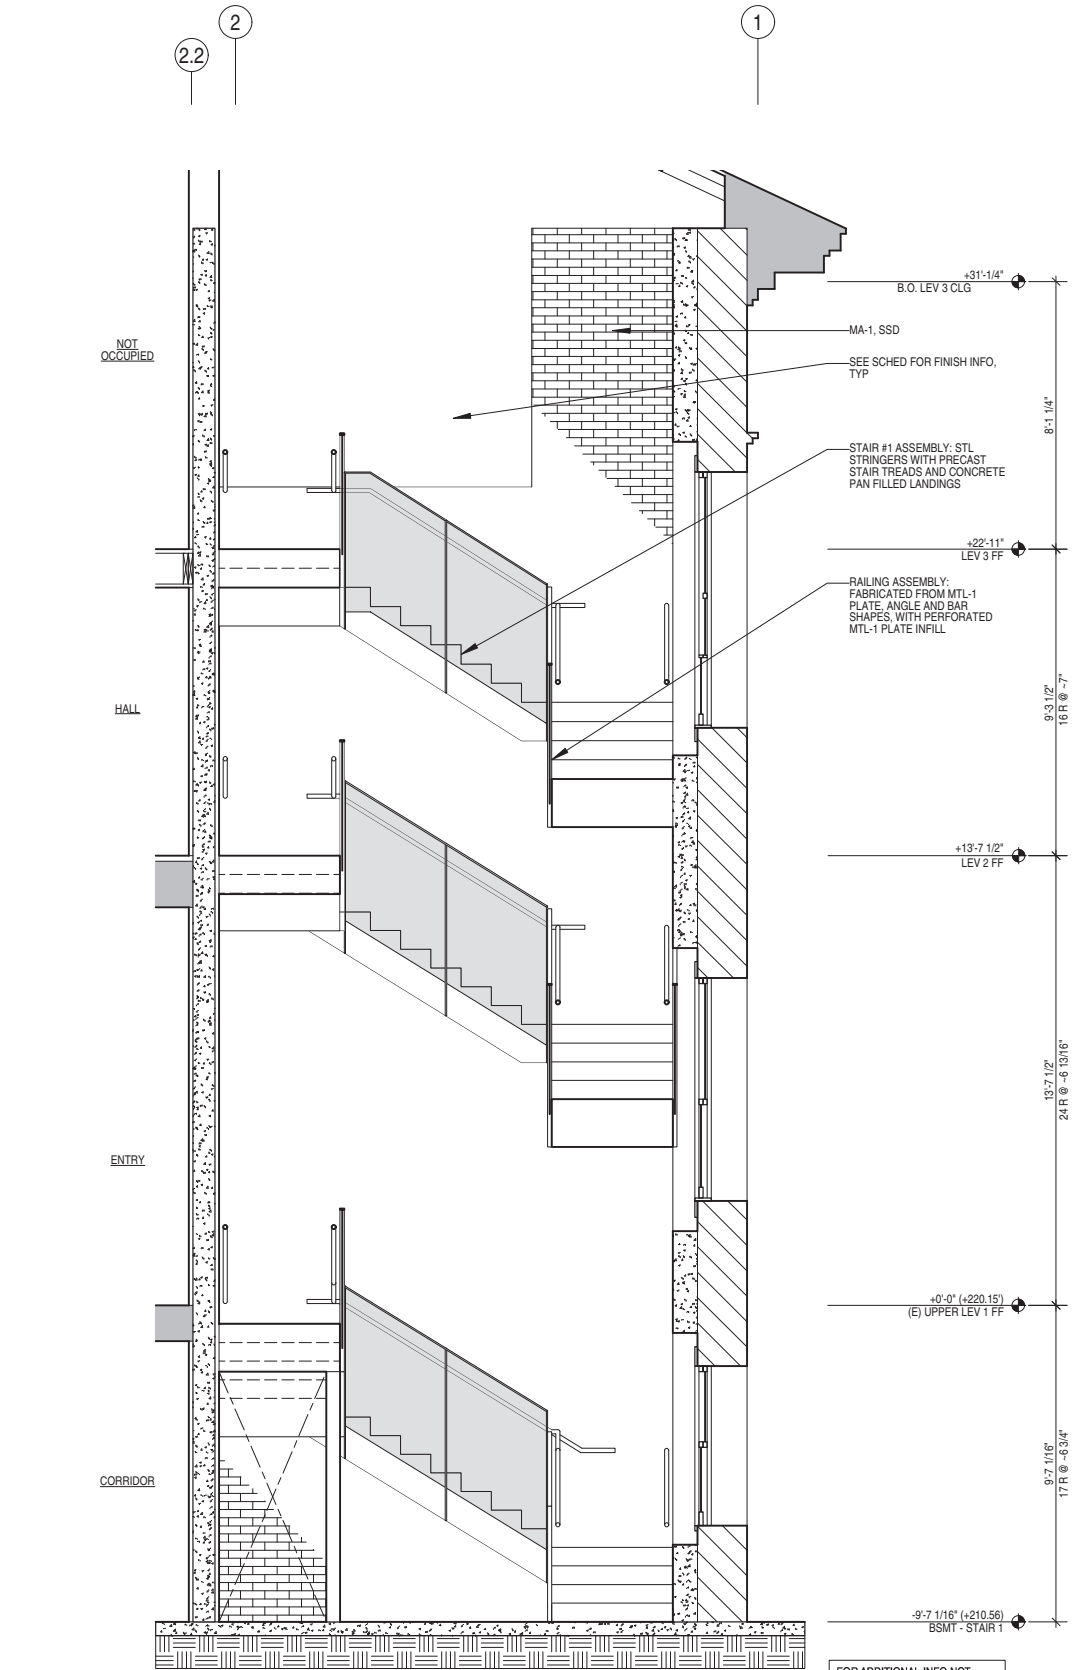 2
1
2.2
+31'-1/4"
B.O. LEV 3 CLG
MA-1, SSD
NOT
OCCUPIED
SEE SCHED FOR FINISH INFO,
TYP
8'-1 1/4"
STAIR #1 ASSEMBLY: STL
STRINGERS WITH PRECAST
STAIR TREADS AND CONCRETE
PAN FILLED LANDINGS
+22'-11"
LEV 3 FF
RAILING ASSEMBLY:
FABRICATED FROM MTL-1
PLATE, ANGLE AND BAR
SHAPES, WITH PERFORATED
MTL-1 PLATE INFILL
HALL
9'-3 1/2"
16 R @ ~7"
+13'-7 1/2"
LEV 2 FF
13'-7 1/2"
24 R @ ~6 13/16"
ENTRY
+0'-0" (+220.15')
(E) UPPER LEV 1 FF
9'-7 1/16"
17 R @ ~6 3/4"
CORRIDOR
-9'-7 1/16" (+210.56)
BSMT - STAIR 1
FOR ADDITIONAL INFO NOT